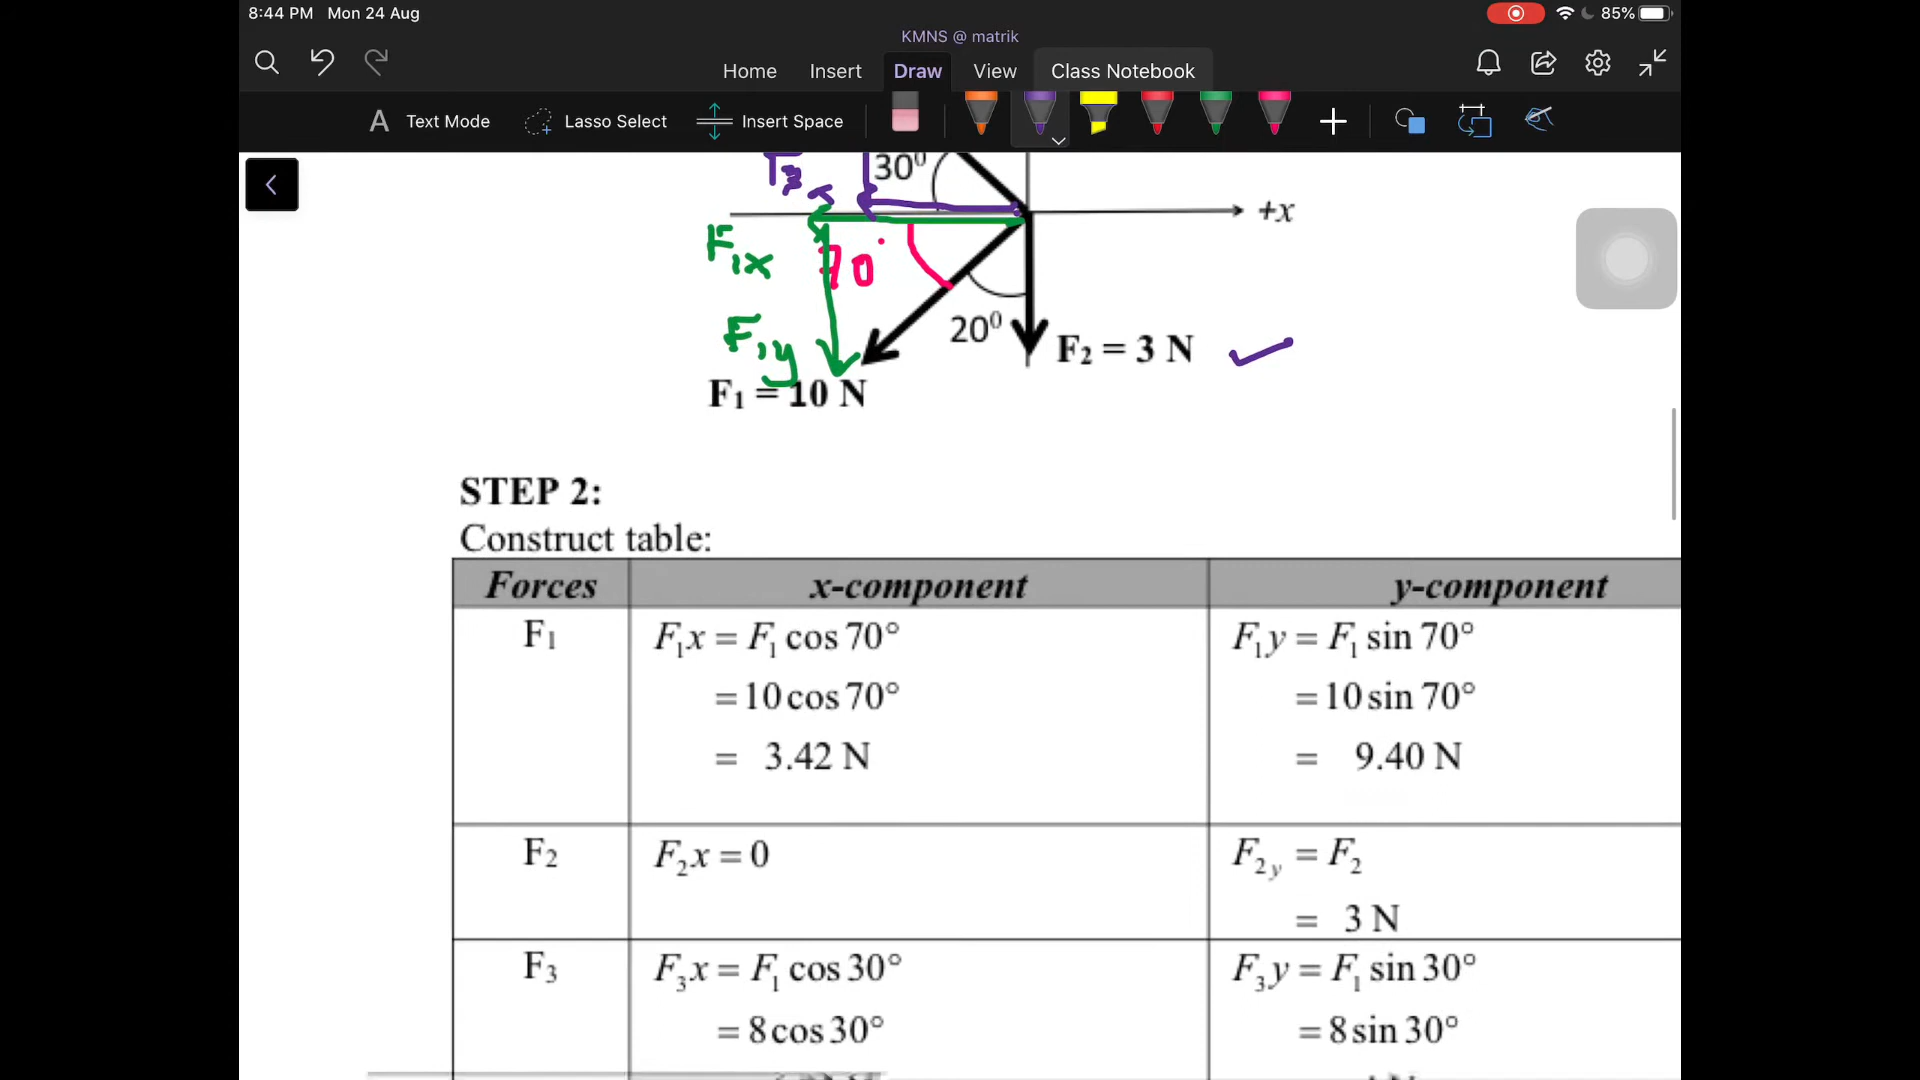 8:44 PM Mon 24 Aug
85%
KMNS @ matrik
Home Insert Draw View Class Notebook
A Text Mode Lasso Select Insert Space
30⁰
+x
F₁x
70°
20⁰
F₁y
F₂ = 3 N
F₁ = 10 N
STEP 2:
Construct table:
Forces x-component y-component
F₁ F₁x = F₁ cos 70° F₁y = F₁ sin 70°
= 10 cos 70° = 10 sin 70°
= 3.42 N = 9.40 N
F₂ F₂x = 0 F₂y = F₂
= 3 N
F₃ F₃x = F₁ cos 30° F₃y = F₁ sin 30°
= 8 cos 30° = 8 sin 30°